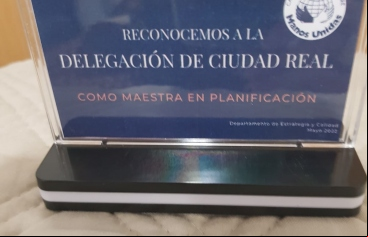 Manos Unidas
RECONOCEMOS A LA
DELEGACIÓN DE CIUDAD REAL
COMO MAESTRA EN PLANIFICACIÓN
Departamento de Estrategia y Calidad